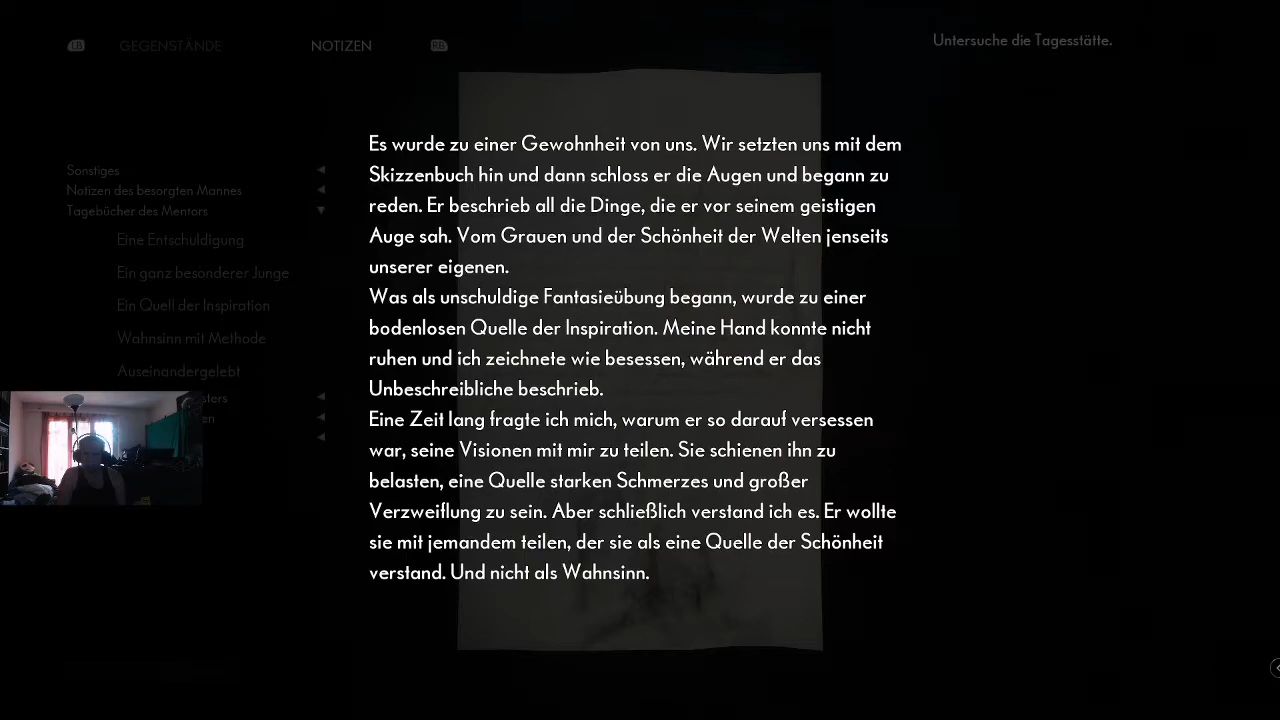 LB GEGENSTÄNDE NOTIZEN RB
Untersuche die Tagesstätte.
Sonstiges
Notizen des besorgten Mannes
Tagebücher des Mentors
Eine Entschuldigung
Ein ganz besonderer Junge
Ein Quell der Inspiration
Wahnsinn mit Methode
Auseinandergelebt
sters
en
Es wurde zu einer Gewohnheit von uns. Wir setzten uns mit dem
Skizzenbuch hin und dann schloss er die Augen und begann zu
reden. Er beschrieb all die Dinge, die er vor seinem geistigen
Auge sah. Vom Grauen und der Schönheit der Welten jenseits
unserer eigenen.
Was als unschuldige Fantasieübung begann, wurde zu einer
bodenlosen Quelle der Inspiration. Meine Hand konnte nicht
ruhen und ich zeichnete wie besessen, während er das
Unbeschreibliche beschrieb.
Eine Zeit lang fragte ich mich, warum er so darauf versessen
war, seine Visionen mit mir zu teilen. Sie schienen ihn zu
belasten, eine Quelle starken Schmerzes und großer
Verzweiflung zu sein. Aber schließlich verstand ich es. Er wollte
sie mit jemandem teilen, der sie als eine Quelle der Schönheit
verstand. Und nicht als Wahnsinn.